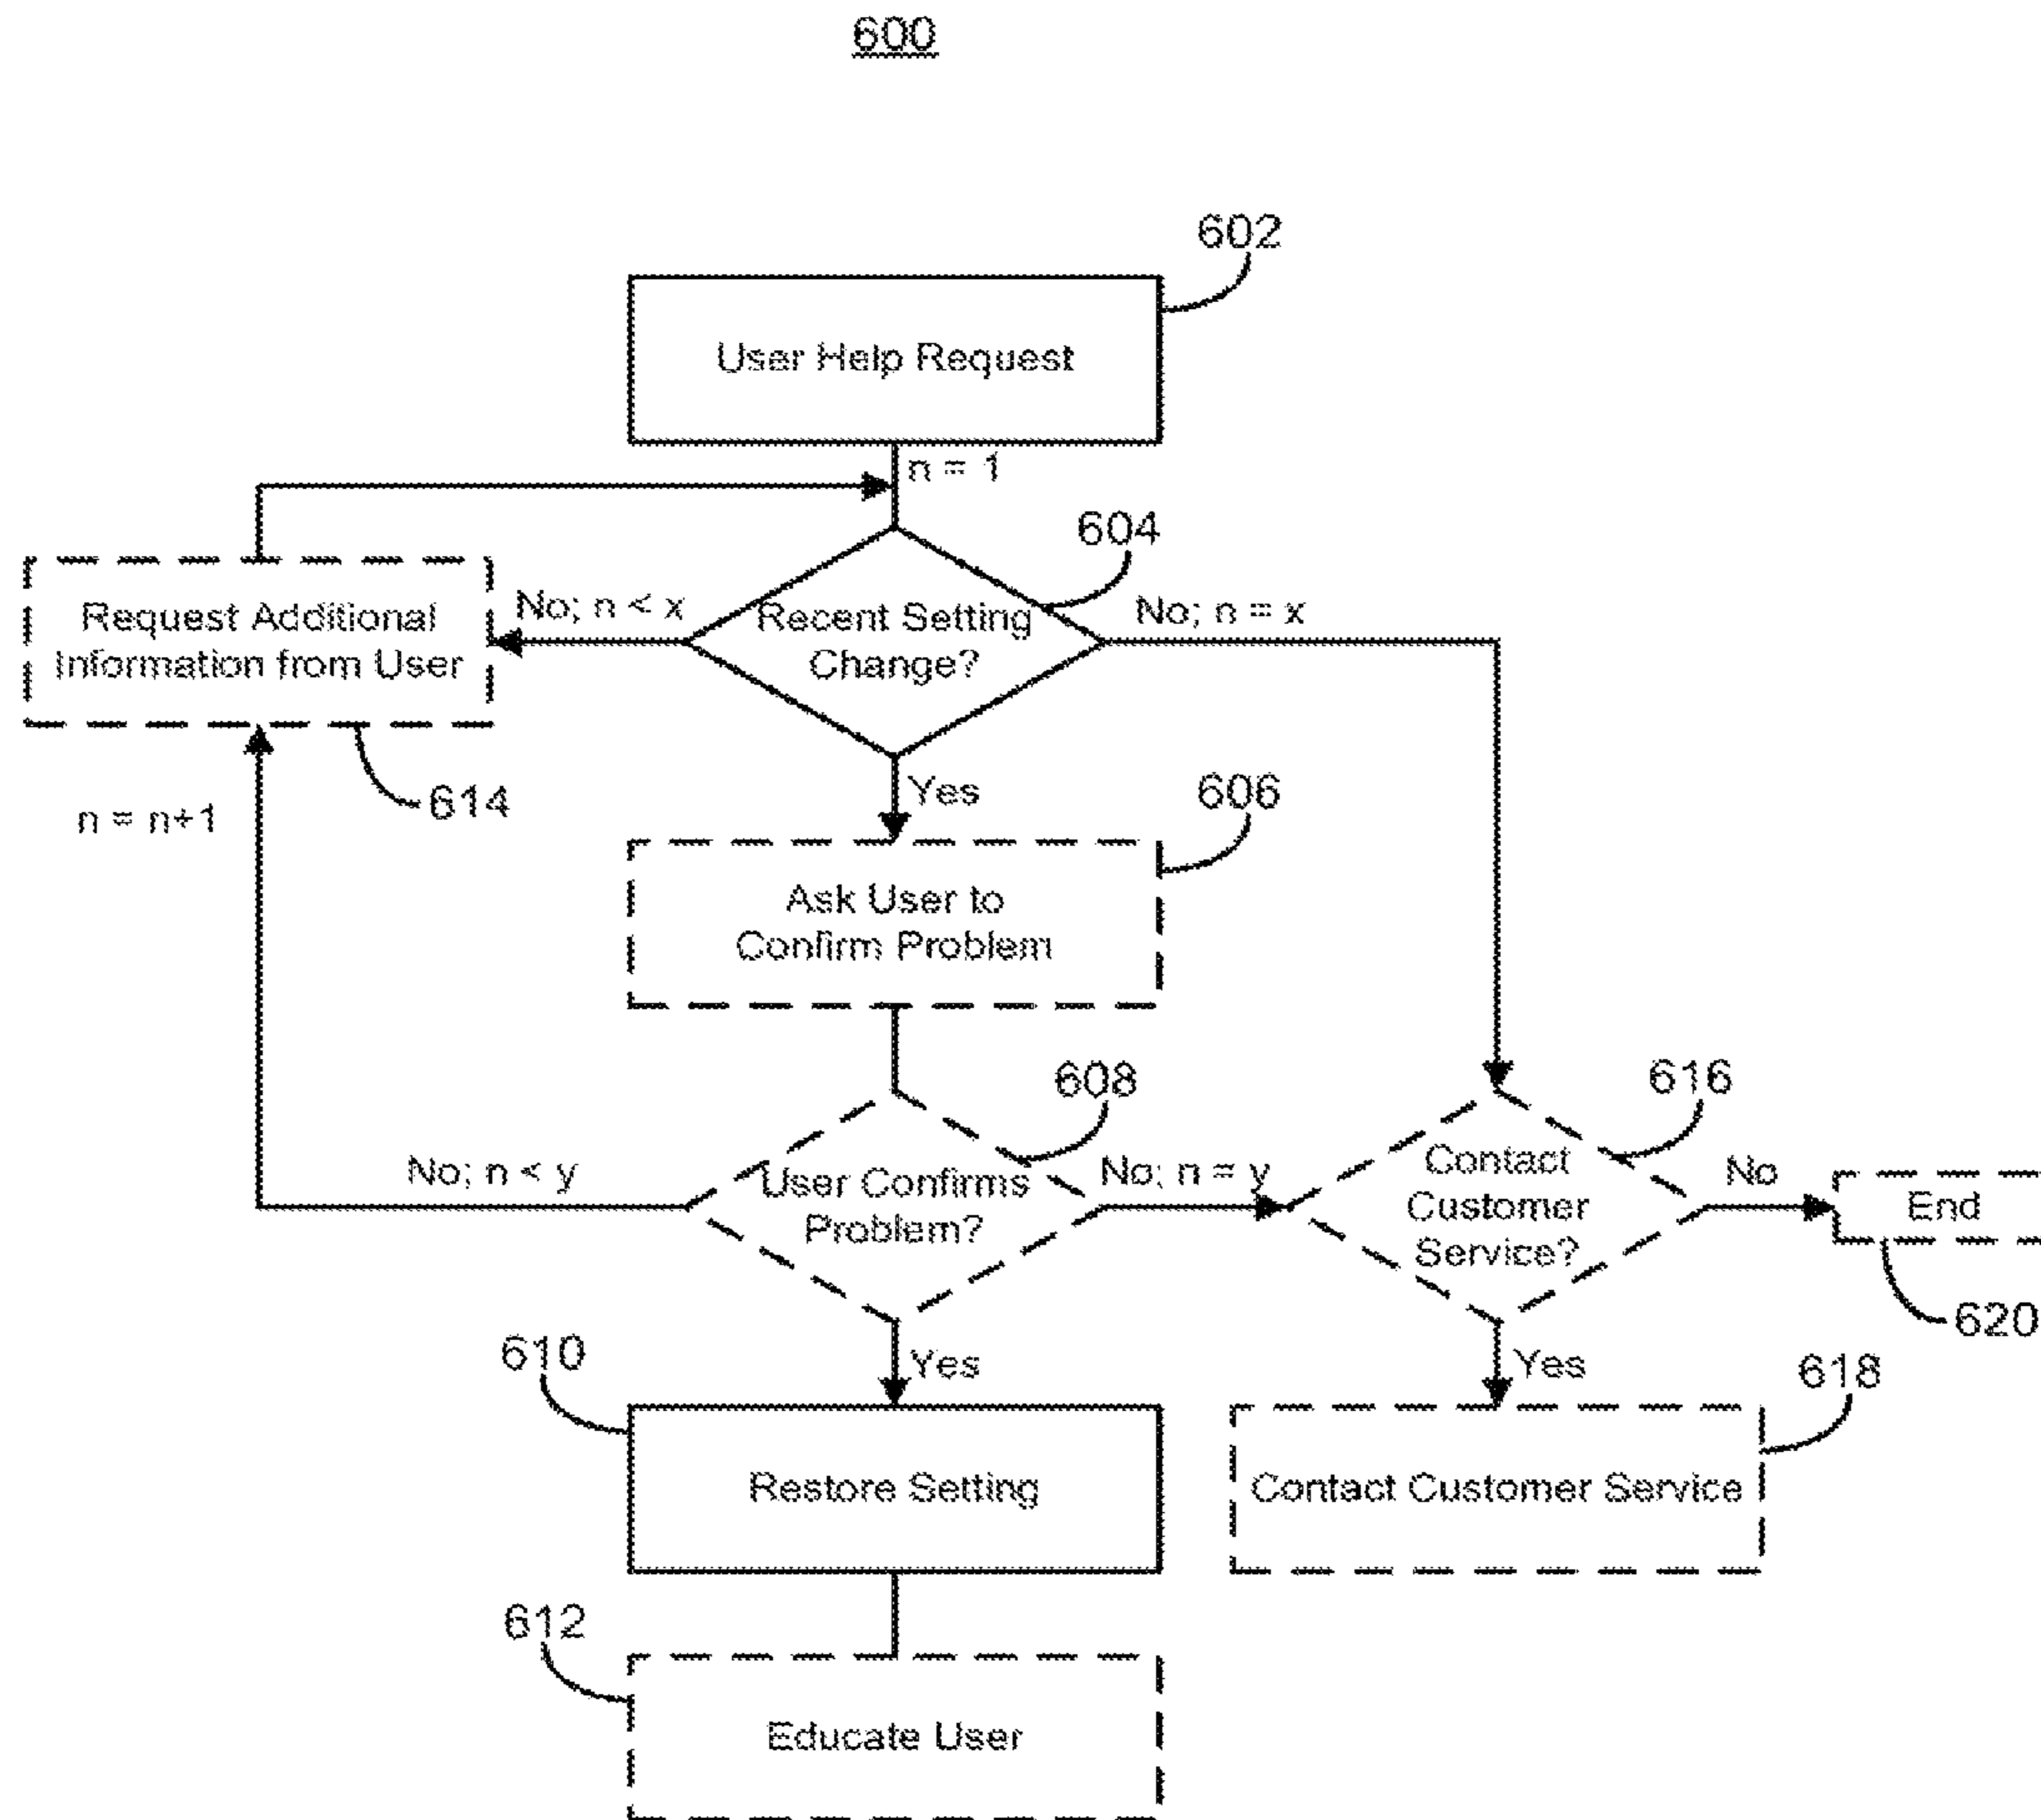 600
602
User Help Request
n = 1
604
No; n < x
Recent Setting
Change?
No; n = x
Request Additional
Information from User
614
n = n+1
Yes
606
Ask User to
Confirm Problem
608
616
No; n < y
User Confirms
Problem?
No; n = y
Contact
Customer
Service?
No
End
620
610
Yes
Yes
618
Restore Setting
Contact Customer Service
612
Educate User